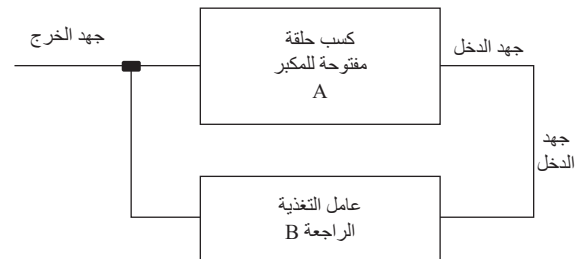 جهد الخرج
كسب حلقة
مفتوحة للمكبر
A
جهد الدخل
جهد
الدخل
عامل التغذية
الراجعة B